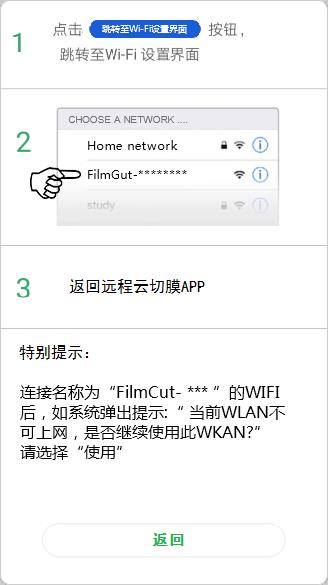 1 点击 跳转至Wi-Fi设置界面 按钮,
跳转至Wi-Fi 设置界面
2
CHOOSE A NETWORK ....
Home network
FilmGut-********
study
3 返回远程云切膜APP
特别提示:
连接名称为“FilmCut- *** ”的WIFI
后，如系统弹出提示:“ 当前WLAN不
可上网，是否继续使用此WKAN?”
请选择“使用”
返回